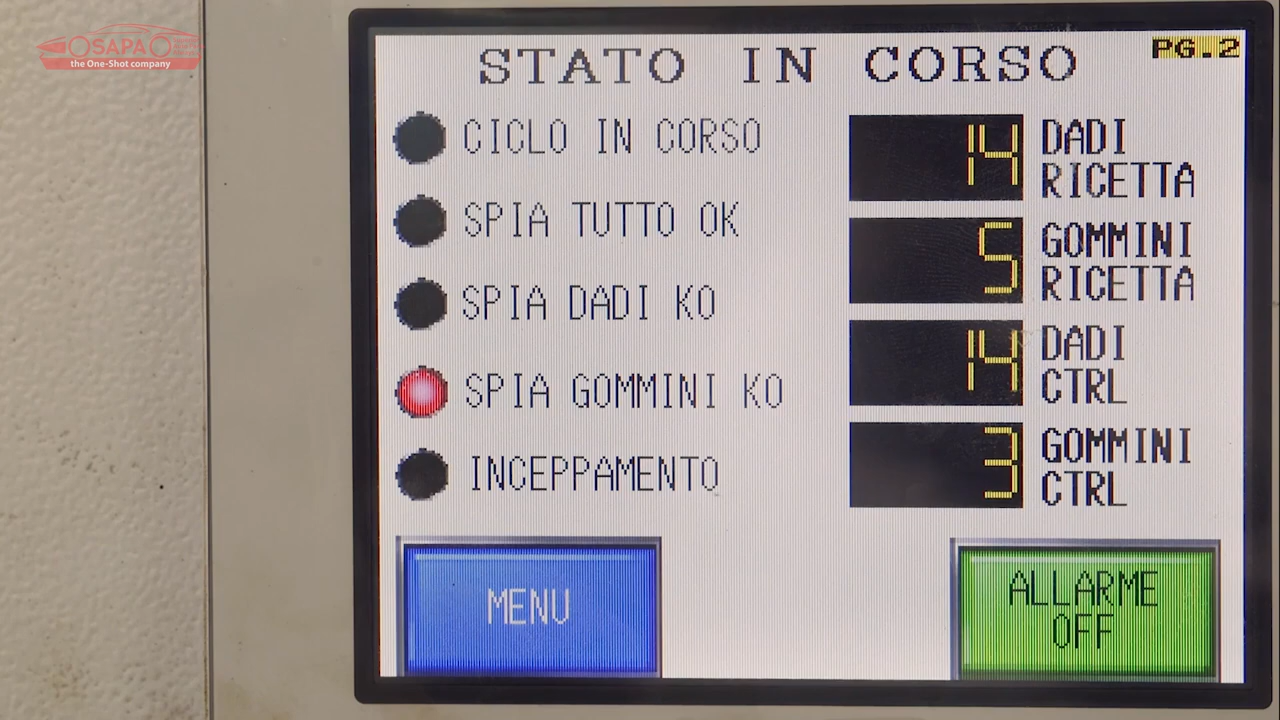 SAPA
the One-Shot company
STATO IN CORSO
PG.2
CICLO IN CORSO
14
DADI
RICETTA
SPIA TUTTO OK
5
GOMMINI
RICETTA
SPIA DADI KO
14
DADI
CTRL
SPIA GOMMINI KO
3
GOMMINI
CTRL
INCEPPAMENTO
MENU
ALLARME
OFF